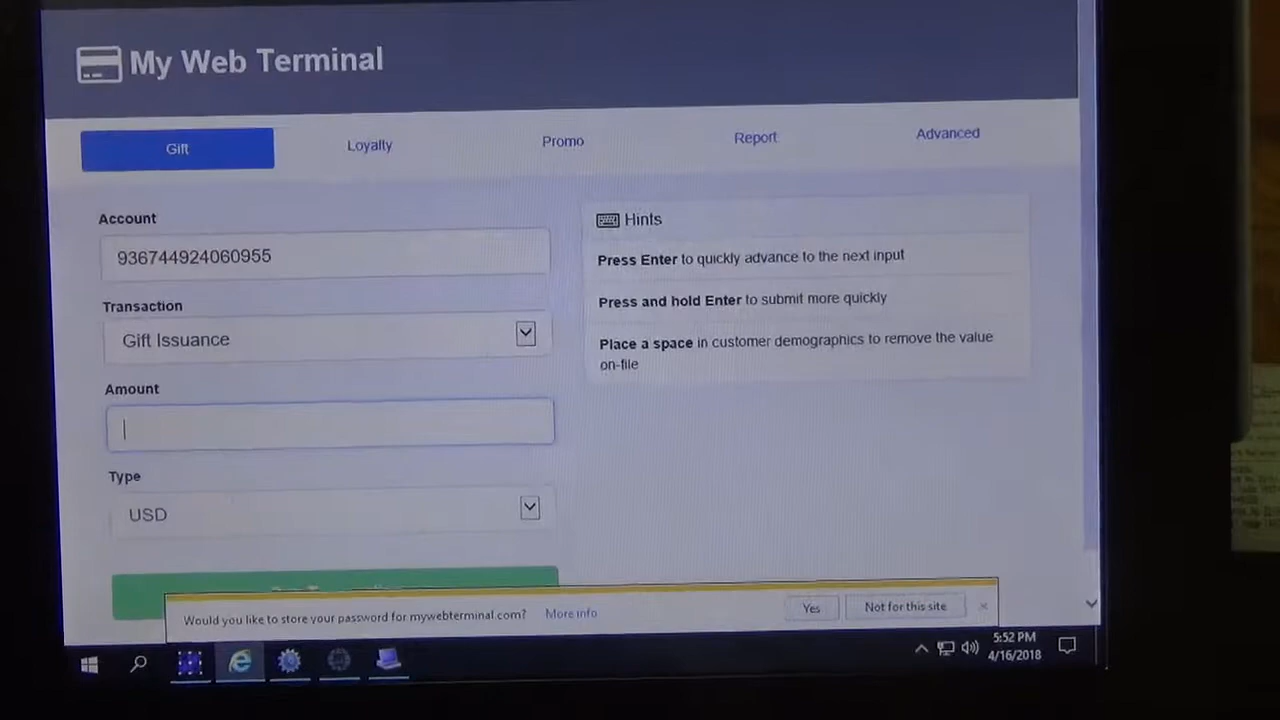 My Web Terminal
Gift
Loyalty
Promo
Report
Advanced
Account
936744924060955
Transaction
Gift Issuance
Amount
Type
USD
Hints
Press Enter to quickly advance to the next input
Press and hold Enter to submit more quickly
Place a space in customer demographics to remove the value
on-file
Would you like to store your password for mywebterminal.com? More info
Yes
Not for this site
5:52 PM
4/16/2018